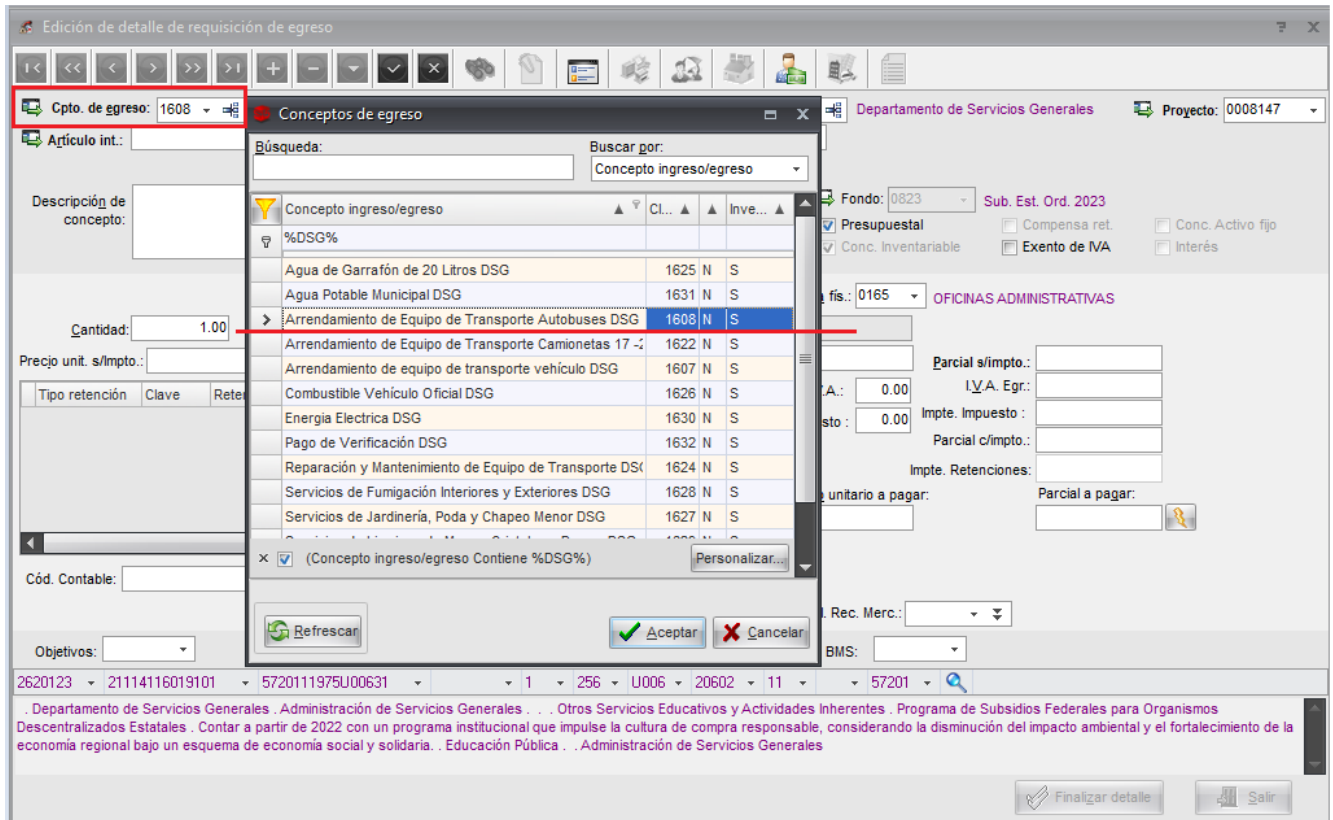 Edición de detalle de requisición de egreso
Cpto. de egreso: 1608
Departamento de Servicios Generales
Proyecto: 0008147
Artículo int.:
Conceptos de egreso
Búsqueda:
Buscar por:
Concepto ingreso/egreso
Descripción de concepto:
Fondo: 0823
Sub. Est. Ord. 2023
Presupuestal
Compensa ret.
Conc. Activo fijo
Conc. Inventariable
Exento de IVA
Interés
Concepto ingreso/egreso Cl... Inve...
%DSG%
Agua de Garrafón de 20 Litros DSG 1625 N S
Agua Potable Municipal DSG 1631 N S
Arrendamiento de Equipo de Transporte Autobuses DSG 1608 N S
Arrendamiento de Equipo de Transporte Camionetas 17 -2 1622 N S
Arrendamiento de equipo de transporte vehículo DSG 1607 N S
Combustible Vehículo Oficial DSG 1626 N S
Energia Electrica DSG 1630 N S
Pago de Verificación DSG 1632 N S
Reparación y Mantenimiento de Equipo de Transporte DS( 1624 N S
Servicios de Fumigación Interiores y Exteriores DSG 1628 N S
Servicios de Jardinería, Poda y Chapeo Menor DSG 1627 N S
(Concepto ingreso/egreso Contiene %DSG%)
Personalizar...
Refrescar
Aceptar
Cancelar
fís.: 0165
OFICINAS ADMINISTRATIVAS
Cantidad: 1.00
Precio unit. s/Impto.:
Tipo retención Clave Reter
Parcial s/impto.:
.A.: 0.00
I.V.A. Egr.:
sto : 0.00
Impte. Impuesto :
Parcial c/impto.:
Impte. Retenciones:
unitario a pagar:
Parcial a pagar:
Cód. Contable:
. Rec. Merc.:
Objetivos:
BMS:
2620123 21114116019101 5720111975U00631 1 256 U006 20602 11 57201
. Departamento de Servicios Generales . Administración de Servicios Generales . . . Otros Servicios Educativos y Actividades Inherentes . Programa de Subsidios Federales para Organismos
Descentralizados Estatales . Contar a partir de 2022 con un programa institucional que impulse la cultura de compra responsable, considerando la disminución del impacto ambiental y el fortalecimiento de la
economía regional bajo un esquema de economía social y solidaria. . Educación Pública . . Administración de Servicios Generales
Finalizar detalle
Salir